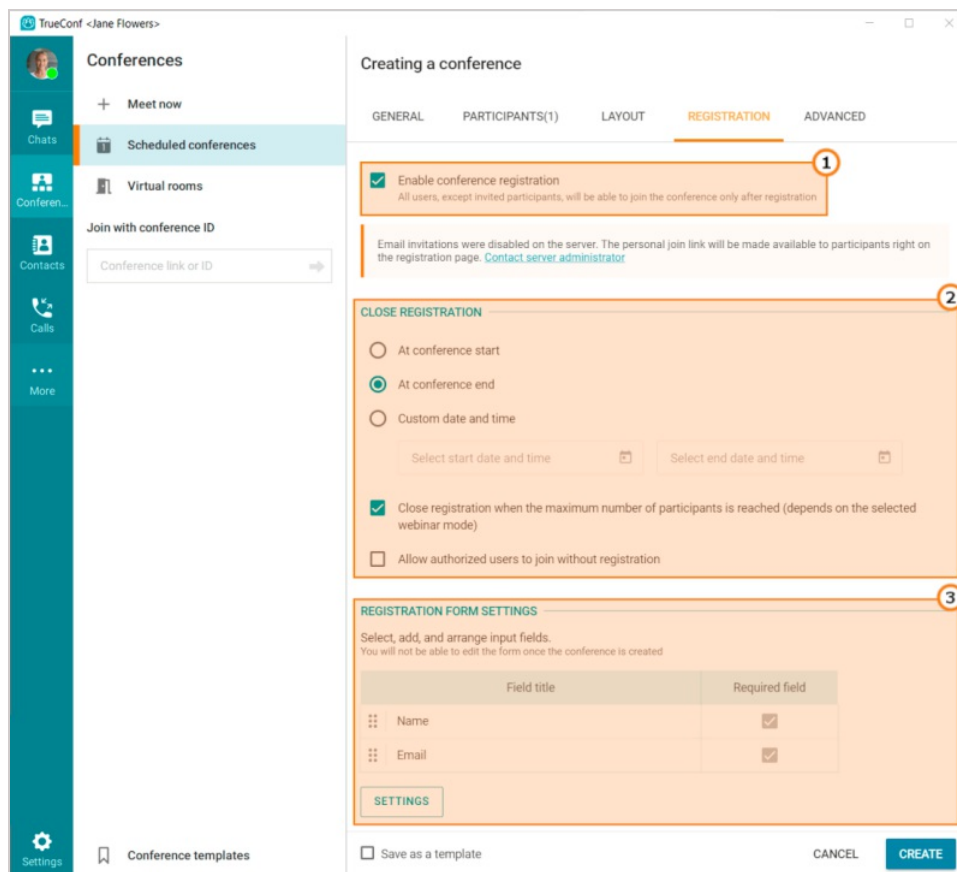 TrueConf <Jane Flowers>
Conferences
Meet now
Scheduled conferences
Virtual rooms
Join with conference ID
Conference link or ID
Conference templates
Chats
Conferen...
Contacts
Calls
More
Settings
Creating a conference
GENERAL PARTICIPANTS(1) LAYOUT REGISTRATION ADVANCED
1
Enable conference registration
All users, except invited participants, will be able to join the conference only after registration
Email invitations were disabled on the server. The personal join link will be made available to participants right on
the registration page. Contact server administrator
2
CLOSE REGISTRATION
At conference start
At conference end
Custom date and time
Select start date and time Select end date and time
Close registration when the maximum number of participants is reached (depends on the selected
webinar mode)
Allow authorized users to join without registration
3
REGISTRATION FORM SETTINGS
Select, add, and arrange input fields.
You will not be able to edit the form once the conference is created
Field title Required field
Name
Email
SETTINGS
Save as a template CANCEL CREATE